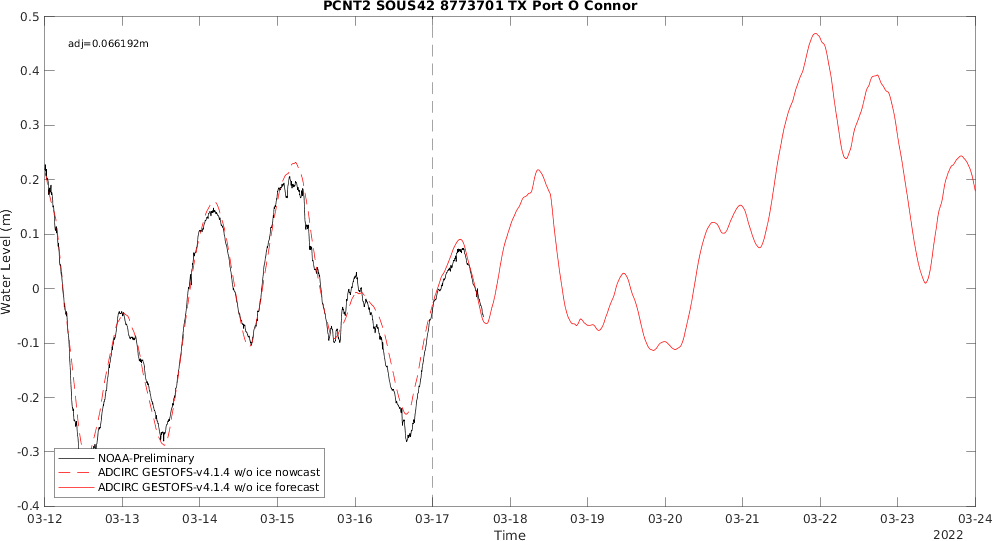 PCNT2 SOUS42 8773701 TX Port O Connor
adj=0.066192m
0.5
0.4
0.3
0.2
0.1
0
-0.1
-0.2
-0.3
-0.4
Water Level (m)
NOAA-Preliminary
ADCIRC GESTOFS-v4.1.4 w/o ice nowcast
ADCIRC GESTOFS-v4.1.4 w/o ice forecast
03-12 03-13 03-14 03-15 03-16 03-17 03-18 03-19 03-20 03-21 03-22 03-23 03-24
Time
2022